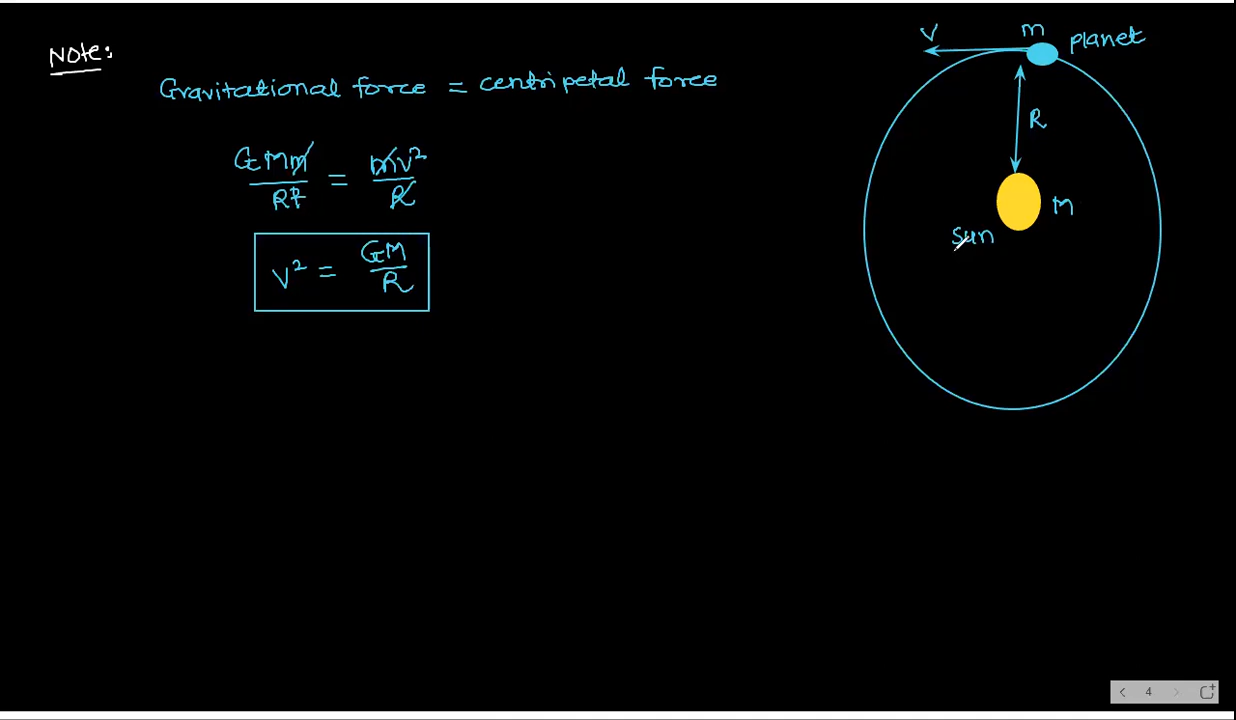 Note:
Gravitational force = centripetal force
GMm/R² = mv²/R
v² = GM/R
v
m
planet
R
M
sun
4